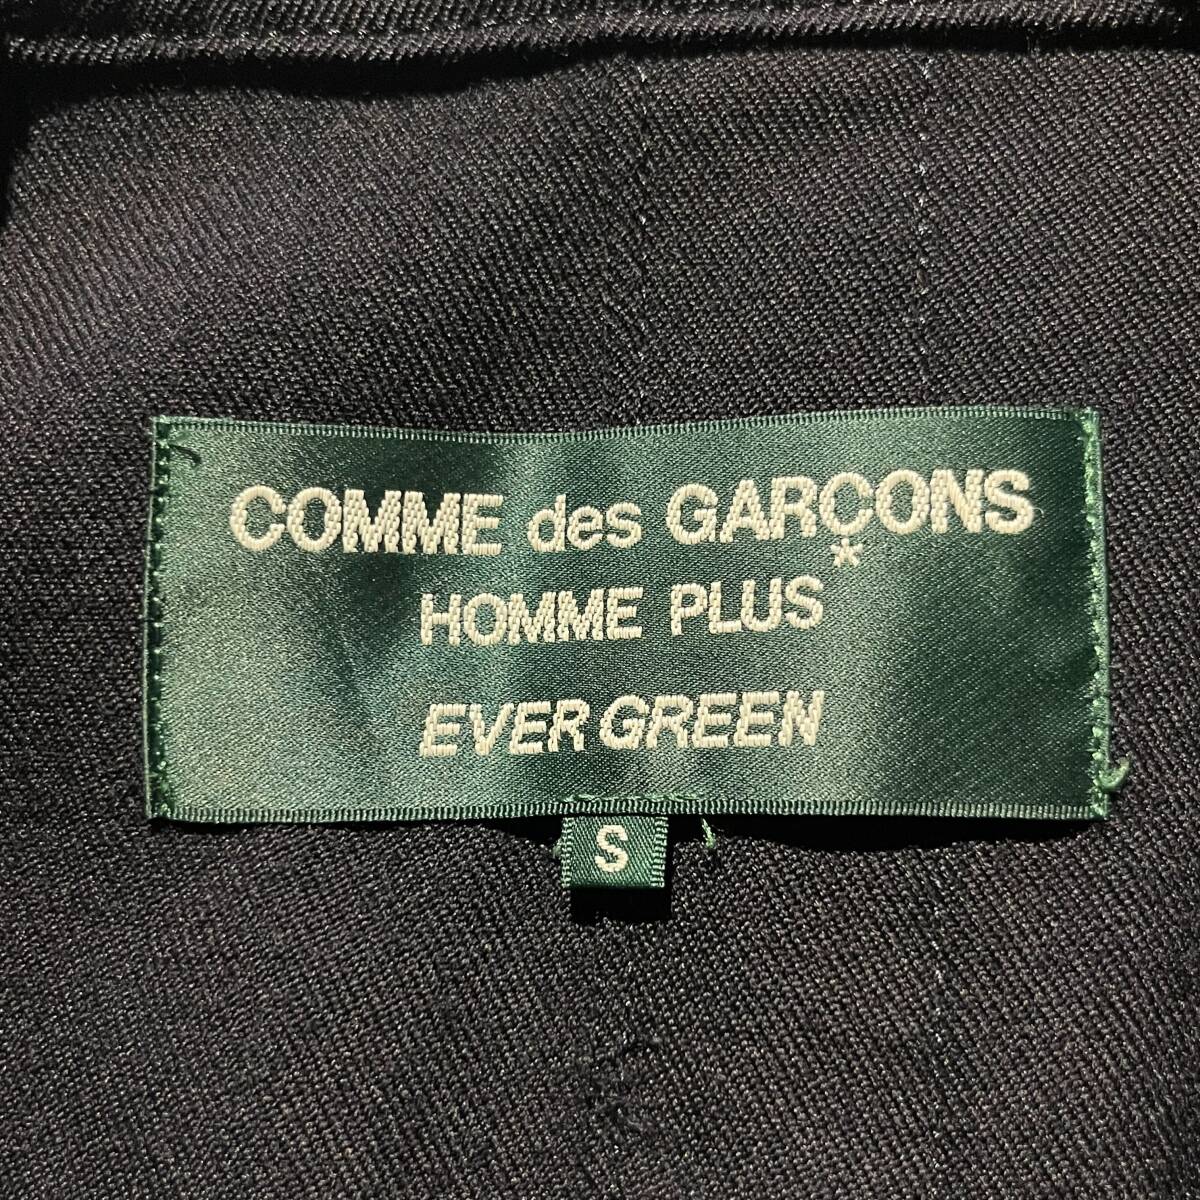 COMME des GARÇONS
*
HOMME PLUS
EVER GREEN
S